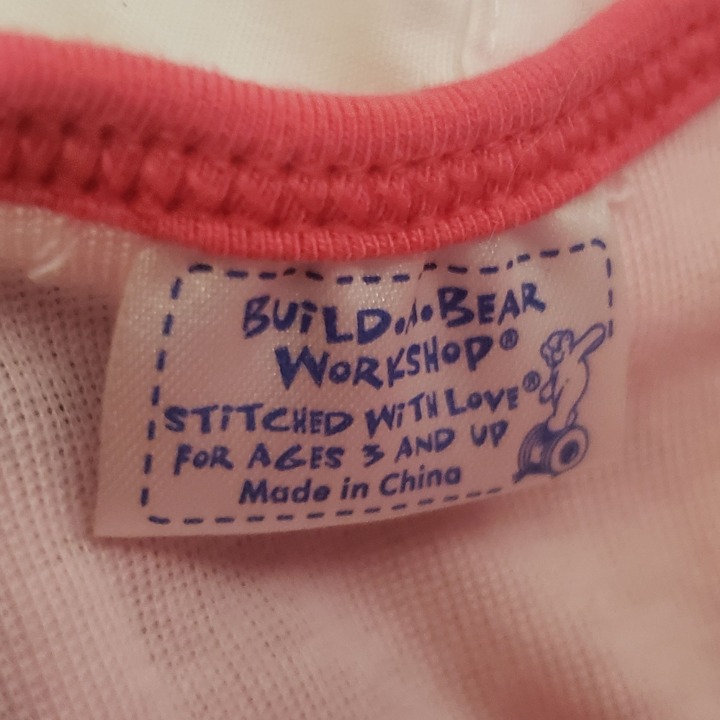 BUiLD-A-BEAR
WORKSHOP®
STiTCHED WiTH LOVE®
FOR AGES 3 AND UP
Made in China